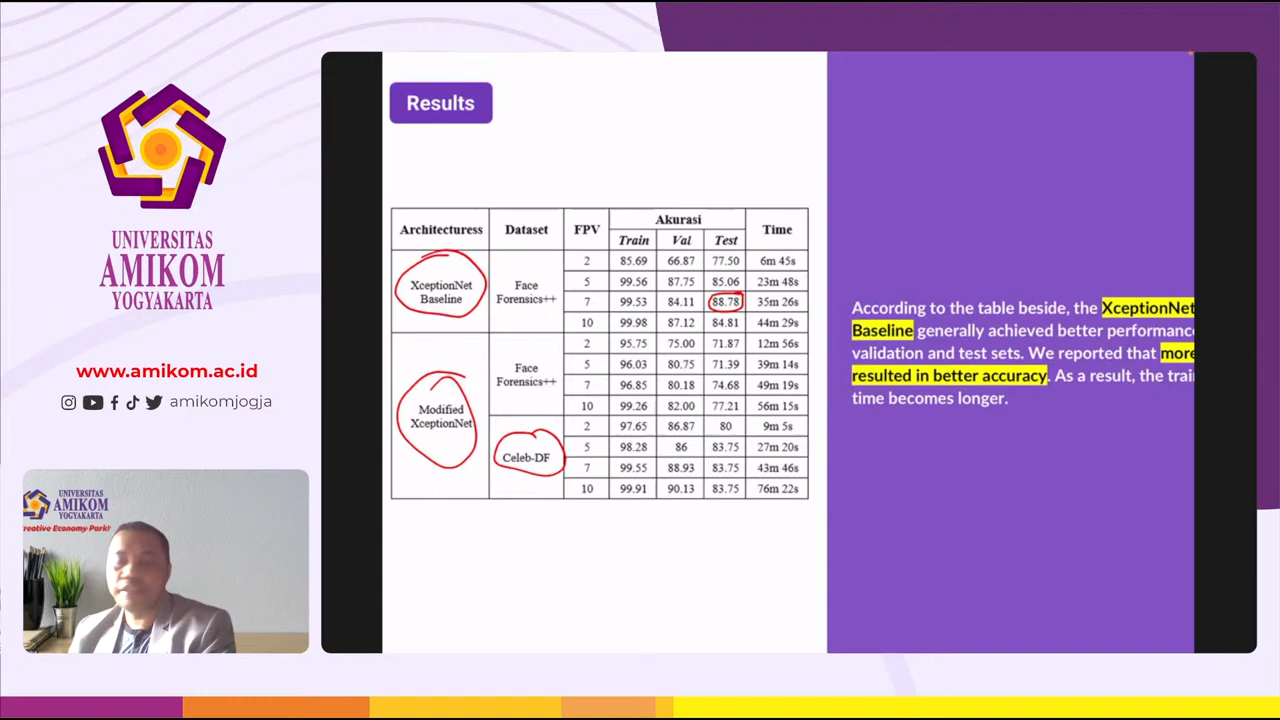 UNIVERSITAS
AMIKOM
YOGYAKARTA
www.amikom.ac.id
amikomjogja
UNIVERSITAS
AMIKOM
YOGYAKARTA
Creative Economy Park!
Results
Architecturess Dataset FPV Akurasi Time
Train Val Test
XceptionNet Baseline Face Forensics++ 2 85.69 66.87 77.50 6m 45s
5 99.56 87.75 85.06 23m 48s
7 99.53 84.11 88.78 35m 26s
10 99.98 87.12 84.81 44m 29s
Modified XceptionNet Face Forensics++ 2 95.75 75.00 71.87 12m 56s
5 96.03 80.75 71.39 39m 14s
7 96.85 80.18 74.68 49m 19s
10 99.26 82.00 77.21 56m 15s
Celeb-DF 2 97.65 86.87 80 9m 5s
5 98.28 86 83.75 27m 20s
7 99.55 88.93 83.75 43m 46s
10 99.91 90.13 83.75 76m 22s
According to the table beside, the XceptionNet
Baseline generally achieved better performance
validation and test sets. We reported that more
resulted in better accuracy. As a result, the trai
time becomes longer.